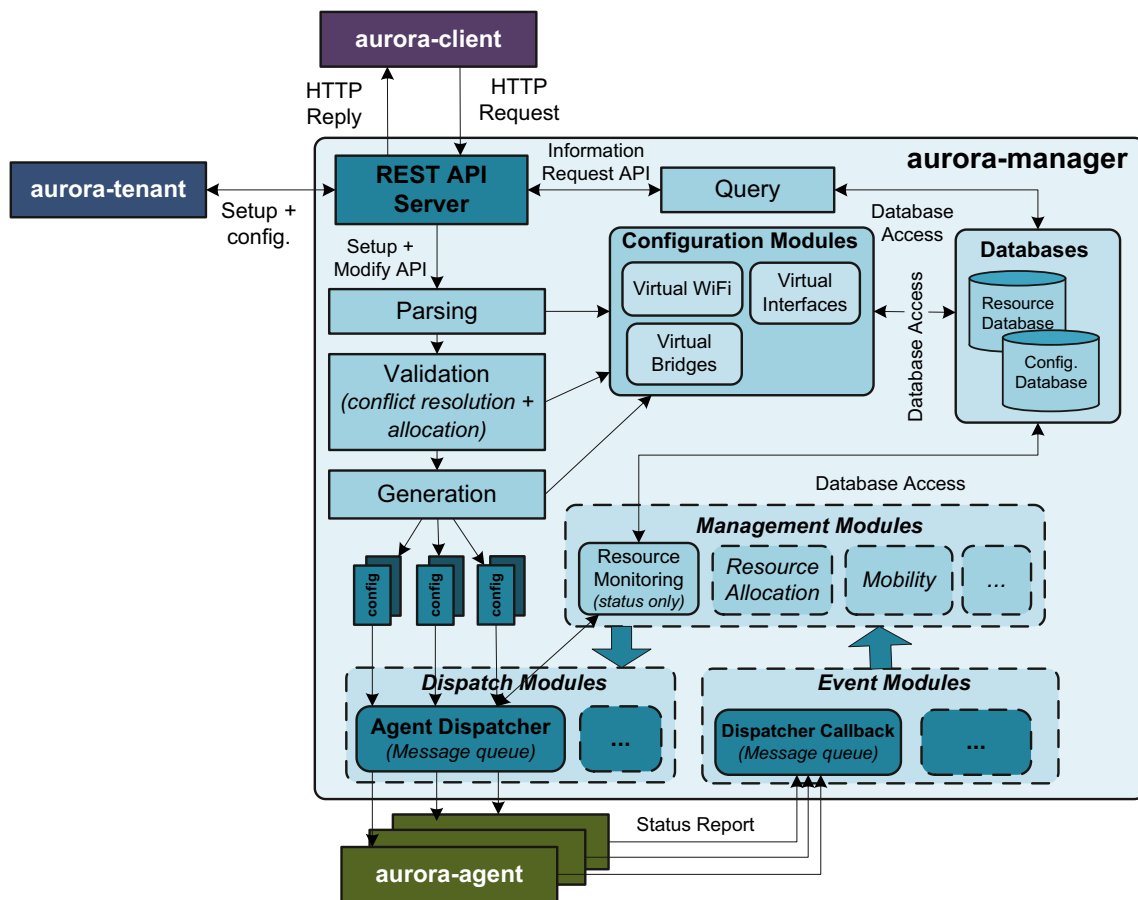 aurora-client
HTTP
Reply
HTTP
Request
aurora-manager
aurora-tenant
Setup +
config.
REST API
Server
Information
Request API
Query
Database
Access
Setup +
Modify API
Configuration Modules
Virtual WiFi
Virtual
Interfaces
Virtual
Bridges
Database Access
Databases
Resource
Database
Config.
Database
Parsing
Validation
(conflict resolution +
allocation)
Generation
Database Access
Management Modules
Resource
Monitoring
(status only)
Resource
Allocation
Mobility
...
config
config
config
Dispatch Modules
Agent Dispatcher
(Message queue)
...
Event Modules
Dispatcher Callback
(Message queue)
...
Status Report
aurora-agent